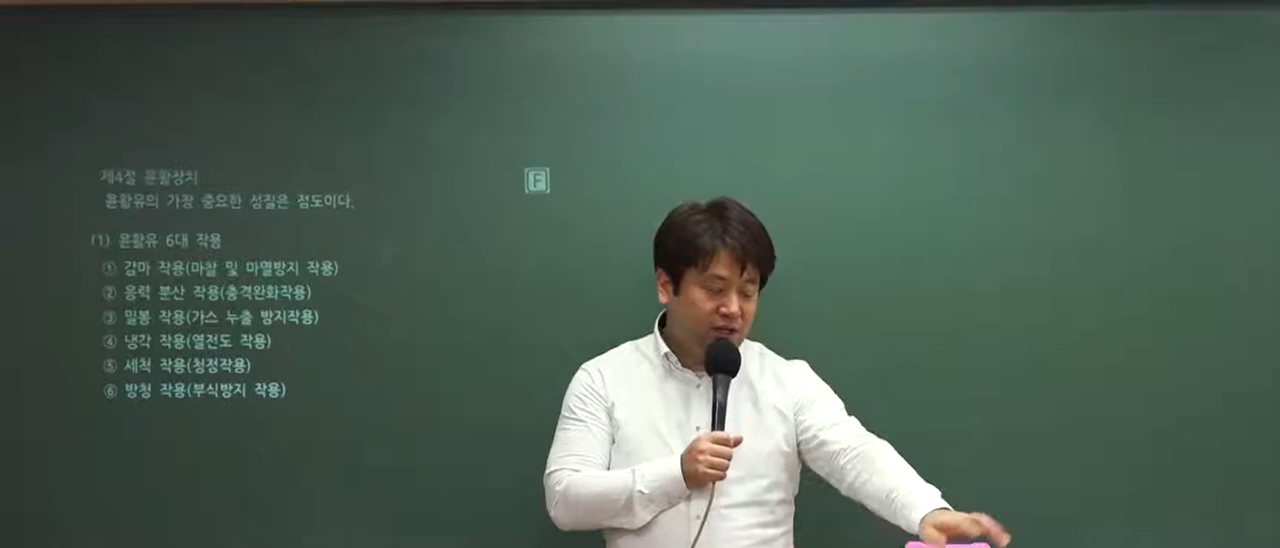 제4절 윤활장치
윤활유의 가장 중요한 성질은 점도이다.
F
(1) 윤활유 6대 작용
① 감마 작용(마찰 및 마멸방지 작용)
② 응력 분산 작용(충격완화작용)
③ 밀봉 작용(가스 누출 방지작용)
④ 냉각 작용(열전도 작용)
⑤ 세척 작용(청정작용)
⑥ 방청 작용(부식방지 작용)